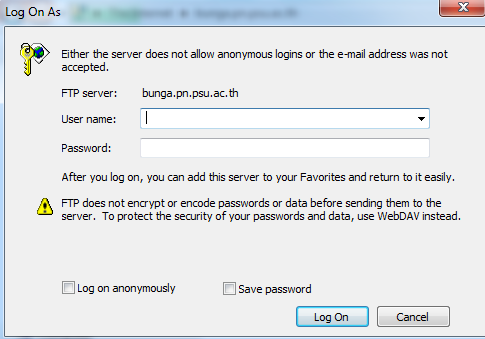 Log On As
Either the server does not allow anonymous logins or the e-mail address was not
accepted.
FTP server: bunga.pn.psu.ac.th
User name:
Password:
After you log on, you can add this server to your Favorites and return to it easily.
FTP does not encrypt or encode passwords or data before sending them to the
server. To protect the security of your passwords and data, use WebDAV instead.
Log on anonymously Save password
Log On Cancel